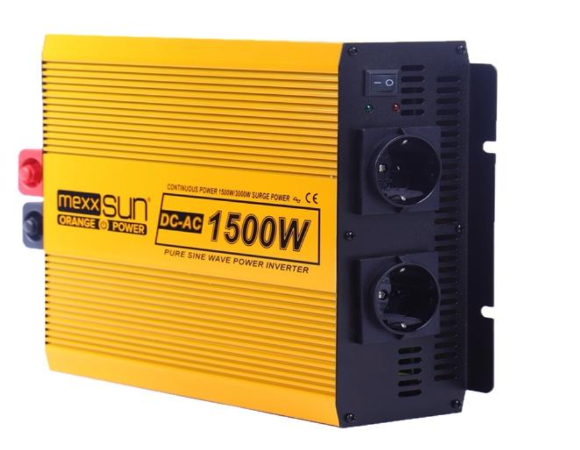 CONTINUOUS POWER 1500W/3000W SURGE POWER ~ CE
mexxsun®
ORANGE POWER
DC-AC 1500W
PURE SINE WAVE POWER INVERTER